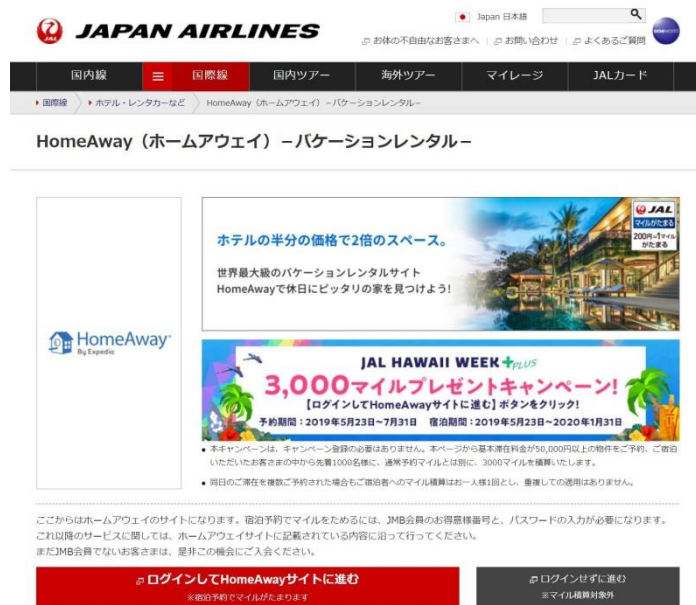 JAPAN AIRLINES
Japan 日本語
お体の不自由なお客さまへ
お問い合わせ
よくあるご質問
国内線
国際線
国内ツアー
海外ツアー
マイレージ
JALカード
国際線
ホテル・レンタカーなど
HomeAway（ホームアウェイ）－バケーションレンタル－
HomeAway（ホームアウェイ）－バケーションレンタル－
HomeAway
By Expedia
ホテルの半分の価格で2倍のスペース。
世界最大級のバケーションレンタルサイト
HomeAwayで休日にピッタリの家を見つけよう!
JAL
マイルがたまる
200円=1マイル
がたまる
JAL HAWAII WEEK +PLUS
3,000マイルプレゼントキャンペーン!
【ログインしてHomeAwayサイトに進む】ボタンをクリック!
予約期間：2019年5月23日～7月31日 宿泊期間：2019年5月23日～2020年1月31日
本キャンペーンは、キャンペーン登録の必要はありません。本ページから基本滞在料金が50,000円以上の物件をご予約、ご宿泊
いただいたお客さまの中から先着1000名様に、通常予約マイルとは別に、3000マイルを積算いたします。
同日のご滞在を複数ご予約された場合もご宿泊者へのマイル積算はお一人様1回とし、重複しての適用はありません。
ここからはホームアウェイのサイトになります。宿泊予約でマイルをためるには、JMB会員のお得意様番号と、パスワードの入力が必要になります。
これ以降のサービスに関しては、ホームアウェイサイトに記載されている内容に沿って行ってください。
まだJMB会員でないお客さまは、是非この機会にご入会ください。
ログインしてHomeAwayサイトに進む
※宿泊予約でマイルがたまります
ログインせずに進む
※マイル積算対象外